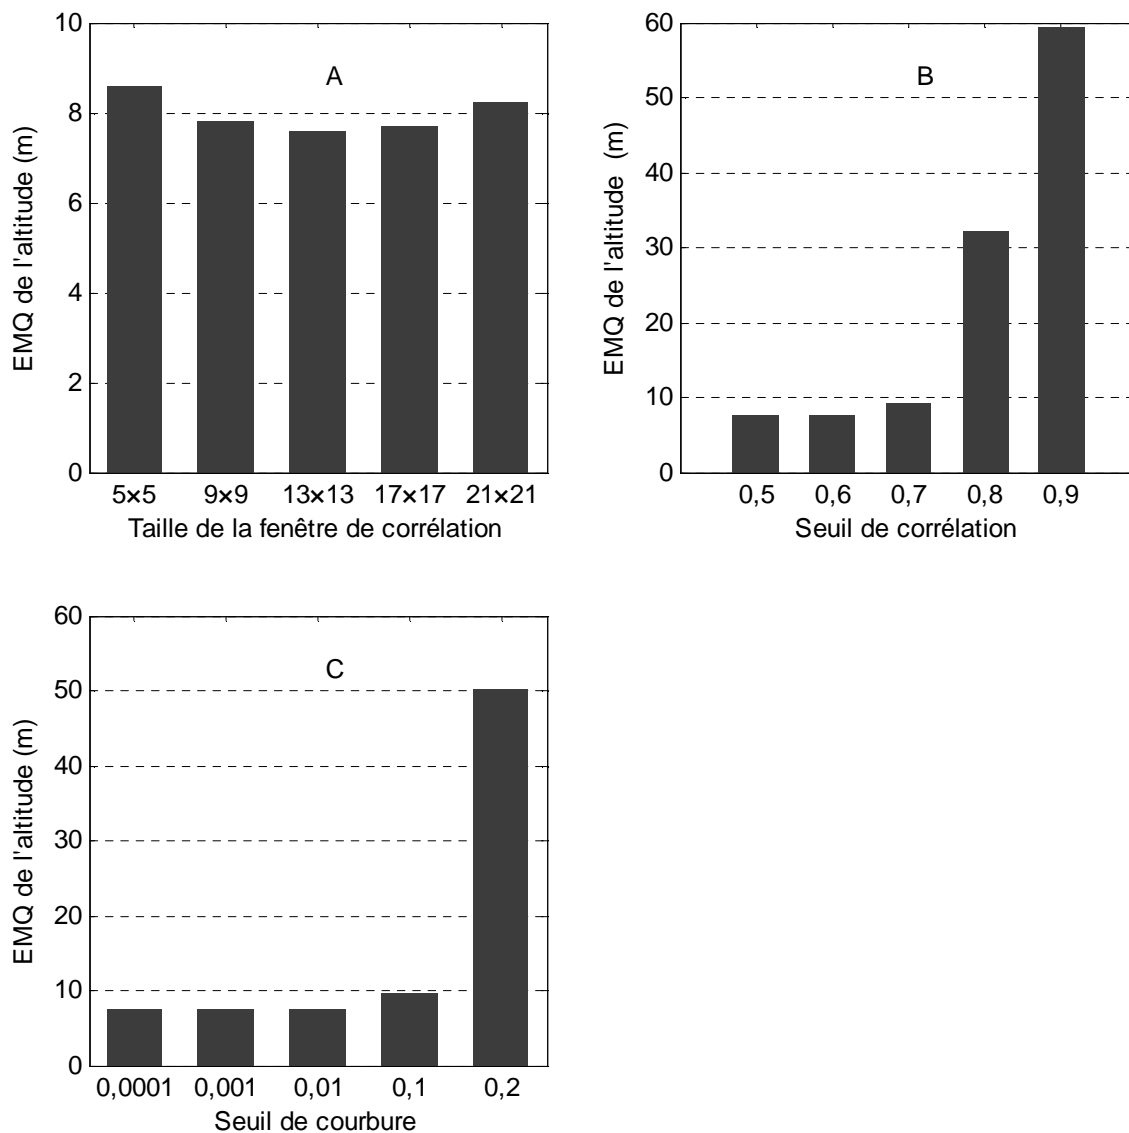 A
EMQ de l'altitude (m)
10
8
6
4
2
0
5×5 9×9 13×13 17×17 21×21
Taille de la fenêtre de corrélation
B
EMQ de l'altitude (m)
60
50
40
30
20
10
0
0,5 0,6 0,7 0,8 0,9
Seuil de corrélation
C
EMQ de l'altitude (m)
60
50
40
30
20
10
0
0,0001 0,001 0,01 0,1 0,2
Seuil de courbure